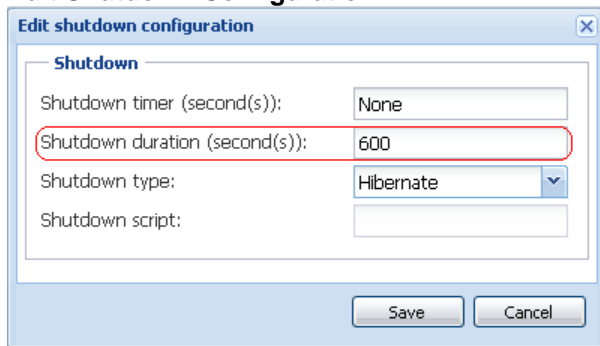 Edit shutdown configuration
Shutdown
Shutdown timer (second(s)): None
Shutdown duration (second(s)): 600
Shutdown type: Hibernate
Shutdown script:
Save Cancel